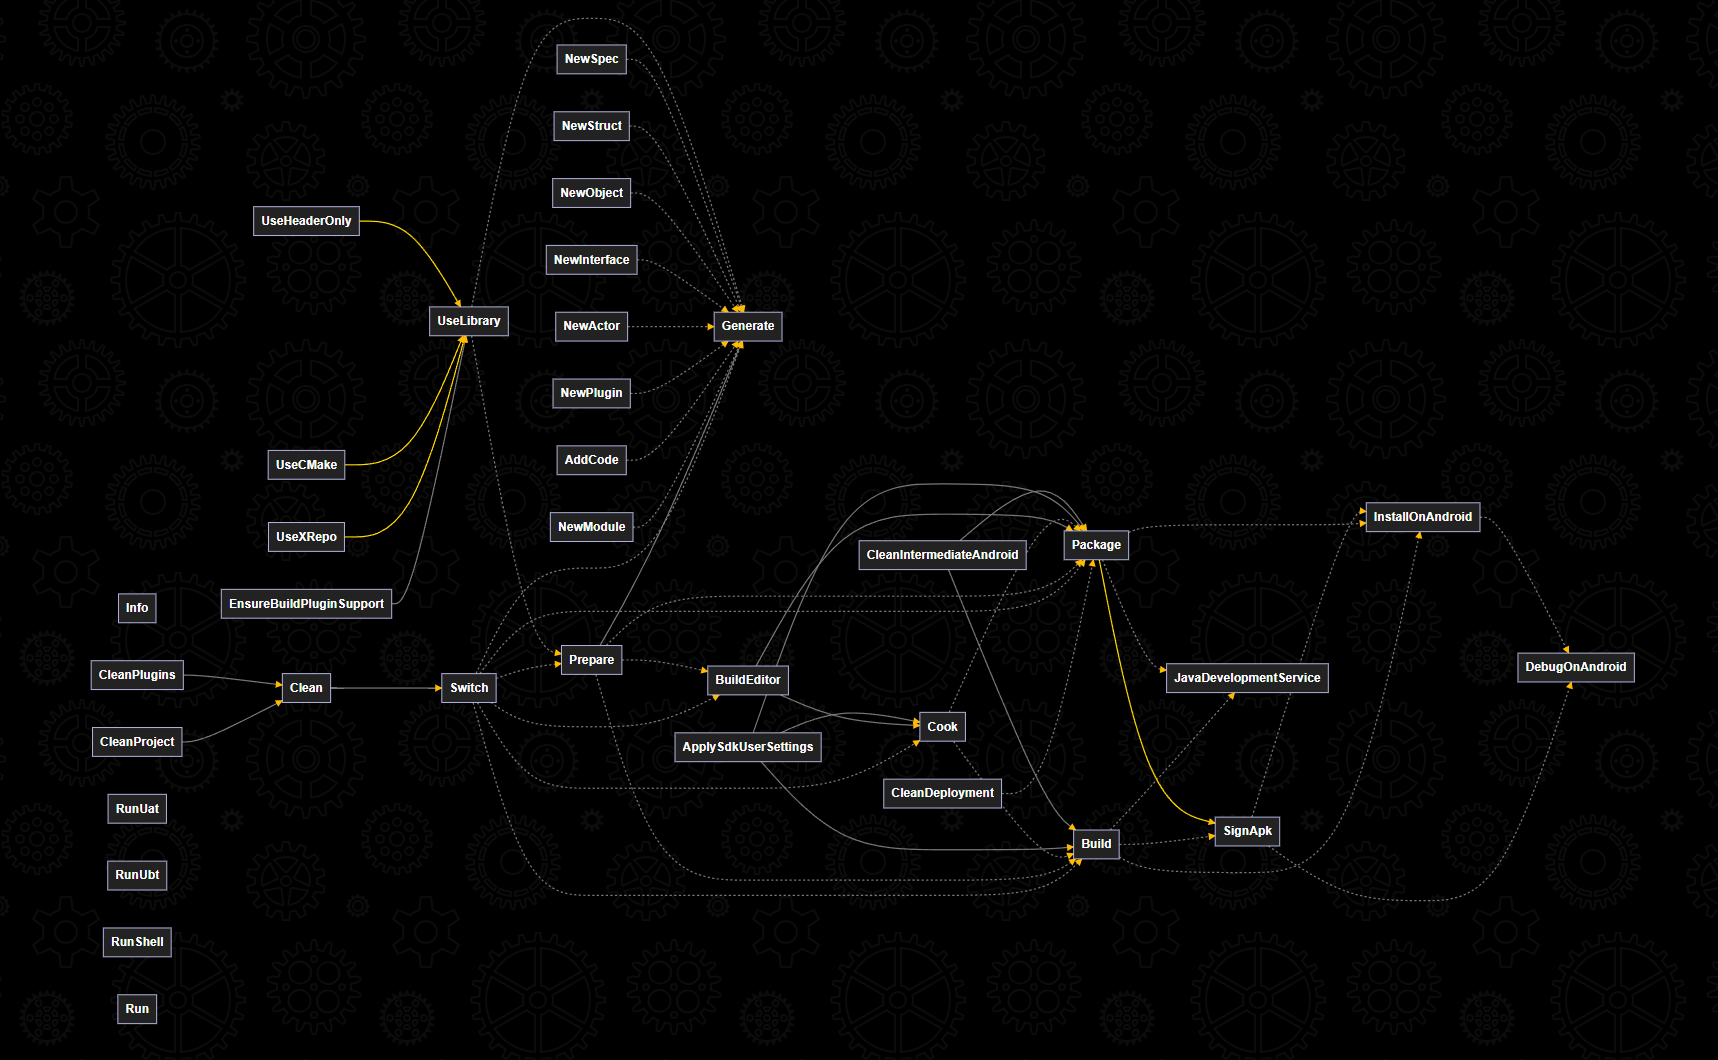 NewSpec
NewStruct
NewObject
UseHeaderOnly
NewInterface
UseLibrary
NewActor
Generate
NewPlugin
AddCode
UseCMake
NewModule
InstallOnAndroid
UseXRepo
Package
CleanIntermediateAndroid
EnsureBuildPluginSupport
Info
Prepare
DebugOnAndroid
CleanPlugins
JavaDevelopmentService
BuildEditor
Clean
Switch
Cook
CleanProject
ApplySdkUserSettings
CleanDeployment
RunUat
SignApk
Build
RunUbt
RunShell
Run